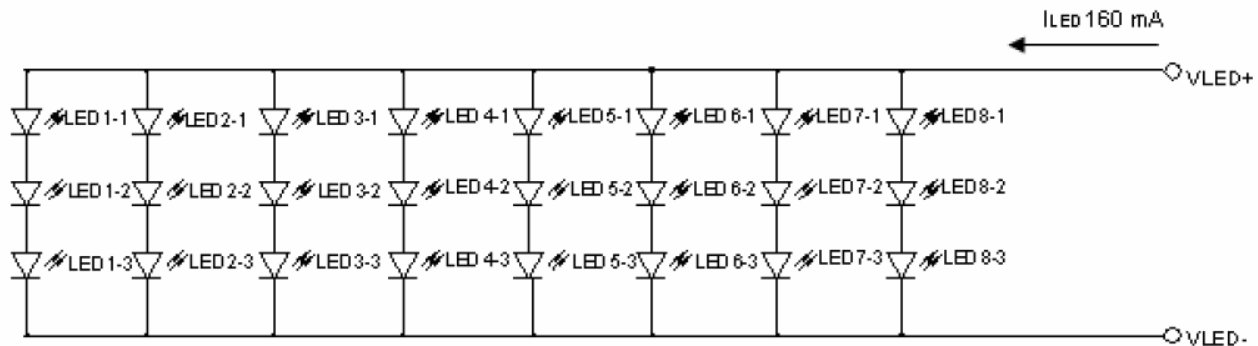 ILED 160 mA
VLED+
LED 1-1 LED 2-1 LED 3-1 LED 4-1 LED 5-1 LED 6-1 LED 7-1 LED 8-1
LED 1-2 LED 2-2 LED 3-2 LED 4-2 LED 5-2 LED 6-2 LED 7-2 LED 8-2
LED 1-3 LED 2-3 LED 3-3 LED 4-3 LED 5-3 LED 6-3 LED 7-3 LED 8-3
VLED-